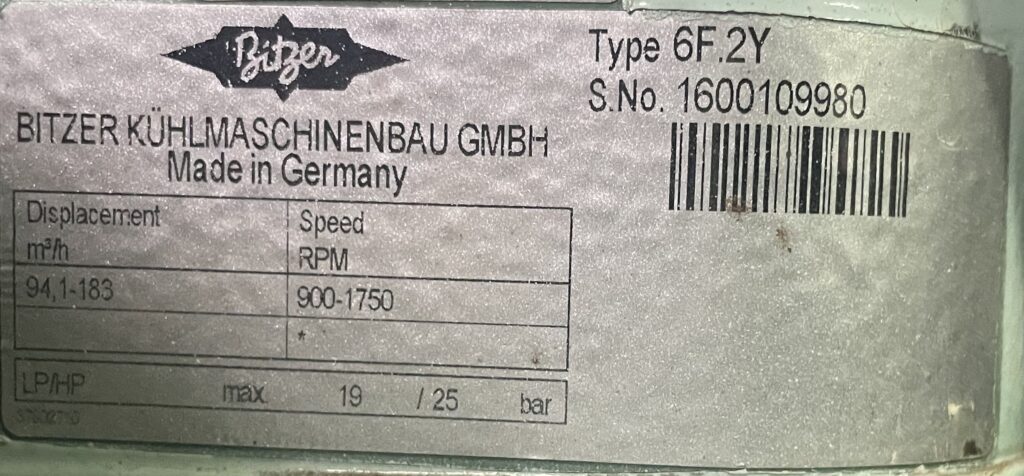 Bitzer
BITZER KÜHLMASCHINENBAU GMBH
Made in Germany
Type 6F.2Y
S.No. 1600109980
Displacement Speed
m³/h RPM
94,1-183 900-1750
*
LP/HP max. 19 / 25 bar